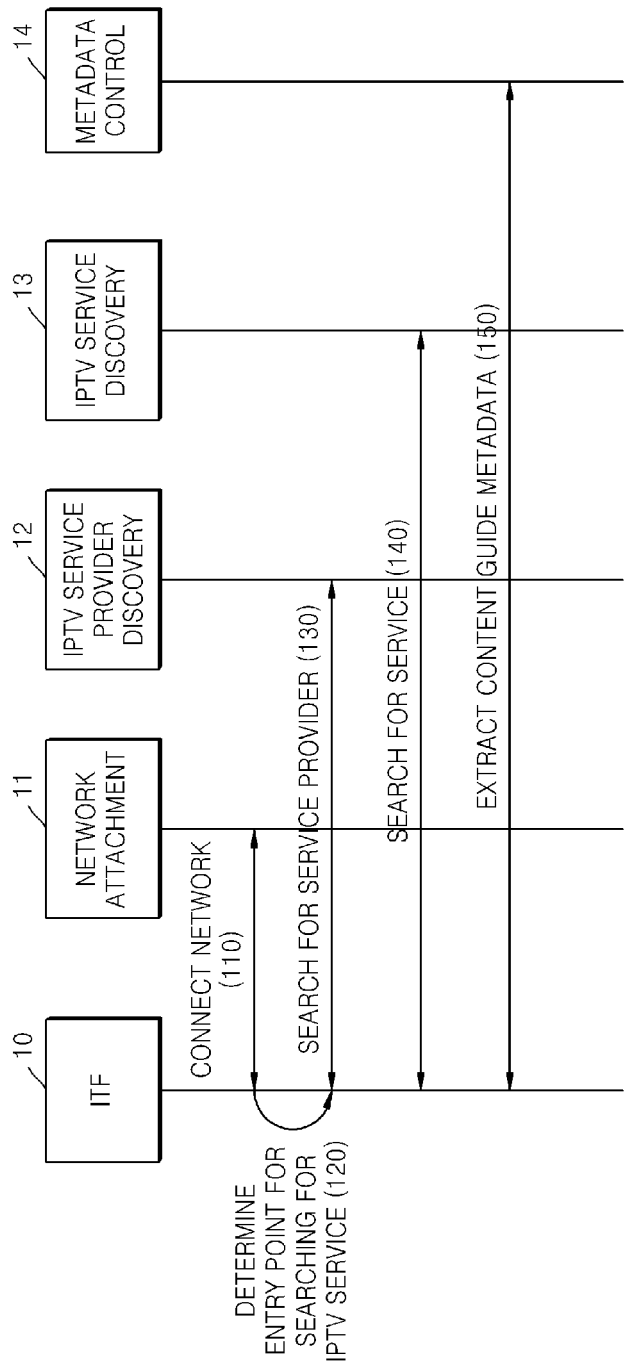 10
ITF
11
NETWORK
ATTACHMENT
12
IPTV SERVICE
PROVIDER
DISCOVERY
13
IPTV SERVICE
DISCOVERY
14
METADATA
CONTROL
CONNECT NETWORK
(110)
DETERMINE
ENTRY POINT FOR
SEARCHING FOR
IPTV SERVICE (120)
SEARCH FOR SERVICE PROVIDER (130)
SEARCH FOR SERVICE (140)
EXTRACT CONTENT GUIDE METADATA (150)